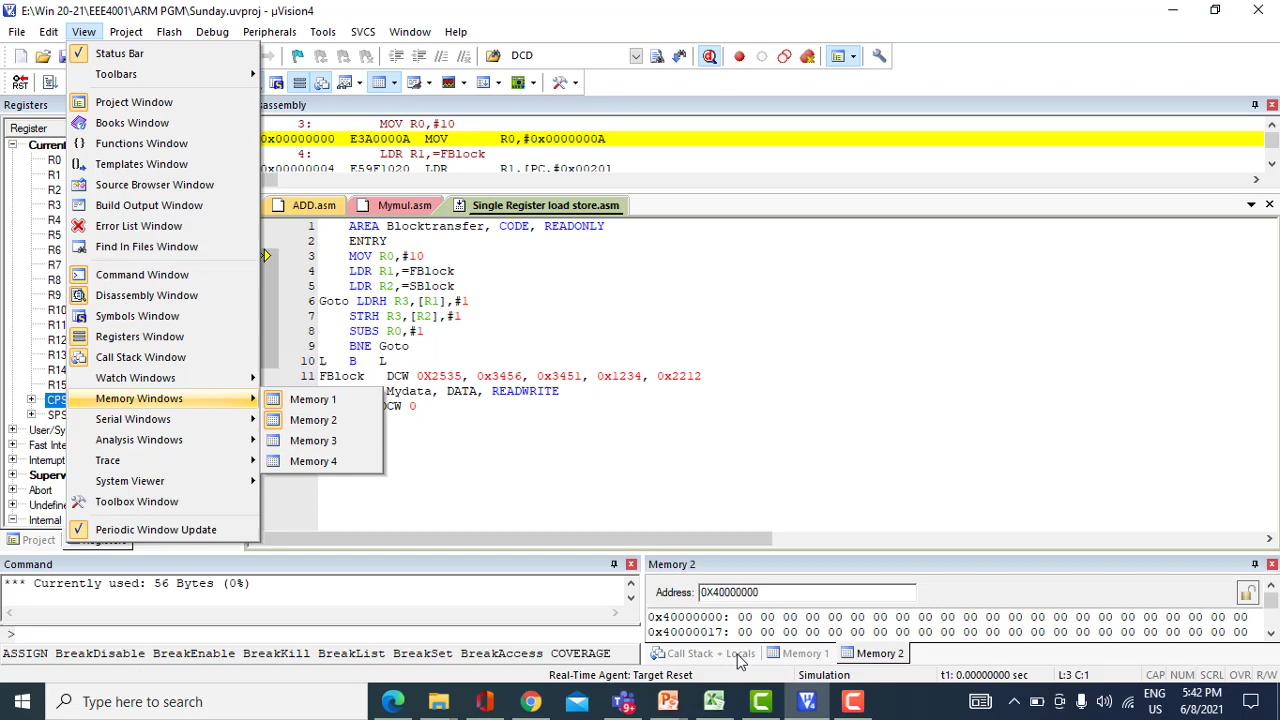 E:\Win 20-21\EEE4001\ARM PGM\Sunday.uvproj - µVision4
File Edit View Project Flash Debug Peripherals Tools SVCS Window Help
DCD
RST
Status Bar
Toolbars
Project Window
Books Window
Functions Window
Templates Window
Source Browser Window
Build Output Window
Error List Window
Find In Files Window
Command Window
Disassembly Window
Symbols Window
Registers Window
Call Stack Window
Watch Windows
Memory Windows
Serial Windows
Analysis Windows
Trace
System Viewer
Toolbox Window
Periodic Window Update
Memory 1
Memory 2
Memory 3
Memory 4
Registers
Register
Current
R0
R1
R2
R3
R4
R5
R6
R7
R8
R9
R10
R11
R12
R13
R14
R15
CPS
SPS
User/Sy
Fast Inter
Interrupt
Superv
Abort
Undefine
Internal
Project
sassembly
3: MOV R0,#10
0x00000000 E3A0000A MOV R0,#0x0000000A
4: LDR R1,=FBlock
0x00000004 E59F1020 LDR R1,[PC,#0x0020]
ADD.asm Mymul.asm Single Register load store.asm
1 AREA Blocktransfer, CODE, READONLY
2 ENTRY
3 MOV R0,#10
4 LDR R1,=FBlock
5 LDR R2,=SBlock
6 Goto LDRH R3,[R1],#1
7 STRH R3,[R2],#1
8 SUBS R0,#1
9 BNE Goto
10 L B L
11 FBlock DCW 0X2535, 0x3456, 0x3451, 0x1234, 0x2212
Mydata, DATA, READWRITE
DCW 0
Command
*** Currently used: 56 Bytes (0%)
>
ASSIGN BreakDisable BreakEnable BreakKill BreakList BreakSet BreakAccess COVERAGE
Memory 2
Address: 0X40000000
0x40000000: 00 00 00 00 00 00 00 00 00 00 00 00 00 00 00 00 00 00 00 00 00 00 00
0x40000017: 00 00 00 00 00 00 00 00 00 00 00 00 00 00 00 00 00 00 00 00 00 00 00
Call Stack + Locals Memory 1 Memory 2
Real-Time Agent: Target Reset Simulation t1: 0.00000000 sec L:3 C:1 CAP NUM SCRL OVR
Type here to search
ENG
US
5:42 PM
6/8/2021